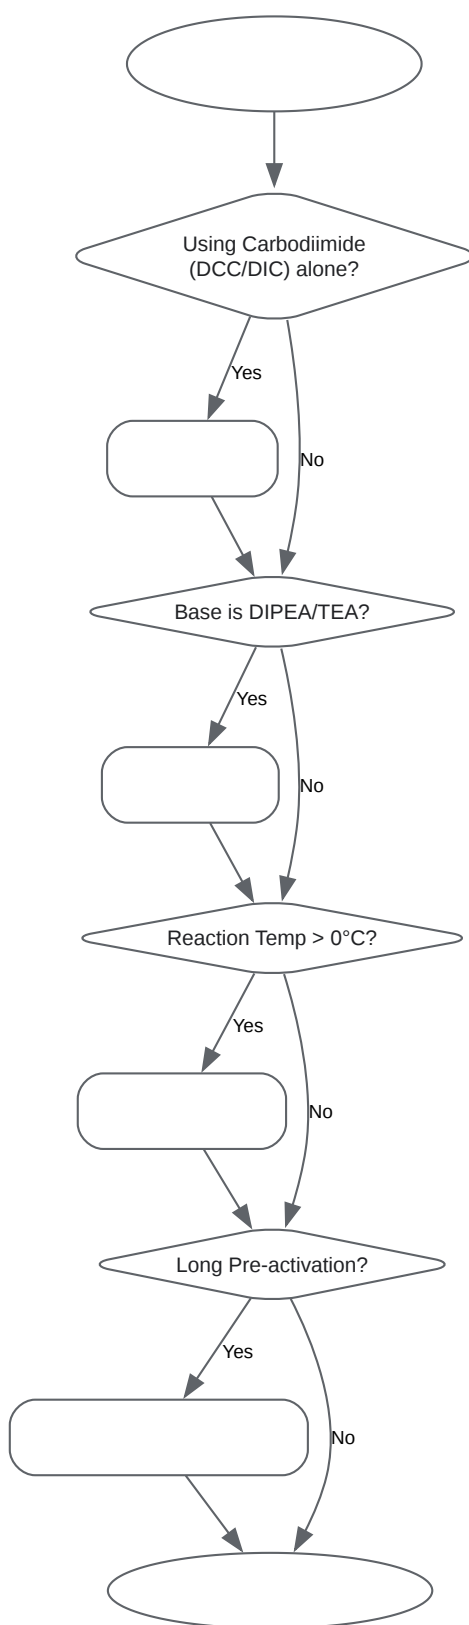 Using Carbodiimide
(DCC/DIC) alone?
Yes
No
Base is DIPEA/TEA?
Yes
No
Reaction Temp > 0°C?
Yes
No
Long Pre-activation?
Yes
No